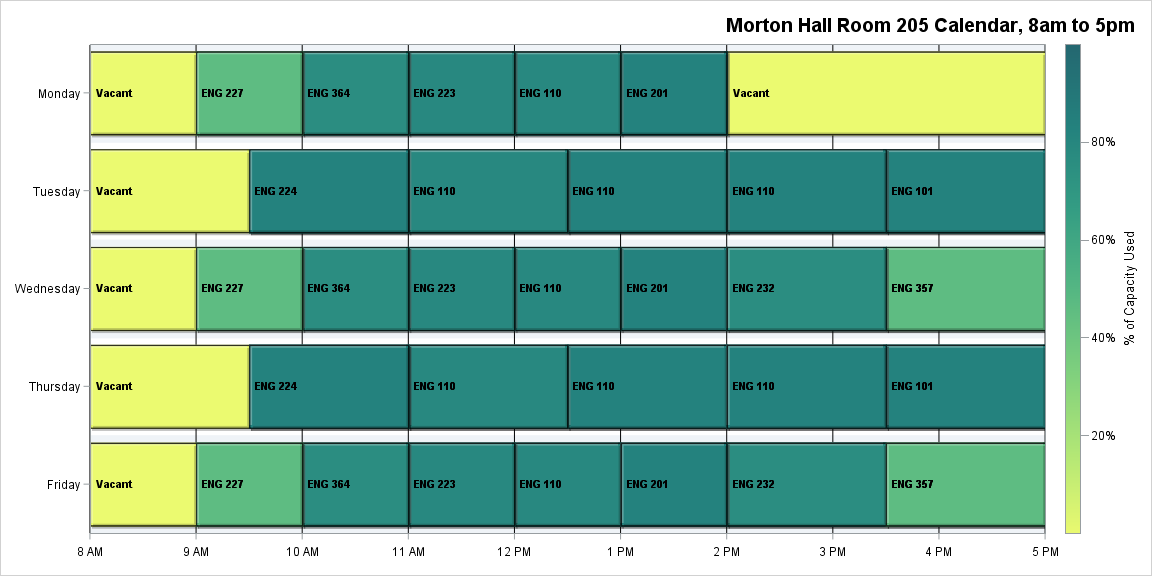 Morton Hall Room 205 Calendar, 8am to 5pm
Monday Vacant ENG 227 ENG 364 ENG 223 ENG 110 ENG 201 Vacant
Tuesday Vacant ENG 224 ENG 110 ENG 110 ENG 110 ENG 101
Wednesday Vacant ENG 227 ENG 364 ENG 223 ENG 110 ENG 201 ENG 232 ENG 357
Thursday Vacant ENG 224 ENG 110 ENG 110 ENG 110 ENG 101
Friday Vacant ENG 227 ENG 364 ENG 223 ENG 110 ENG 201 ENG 232 ENG 357
8 AM 9 AM 10 AM 11 AM 12 PM 1 PM 2 PM 3 PM 4 PM 5 PM
80%
60%
40%
20%
% of Capacity Used